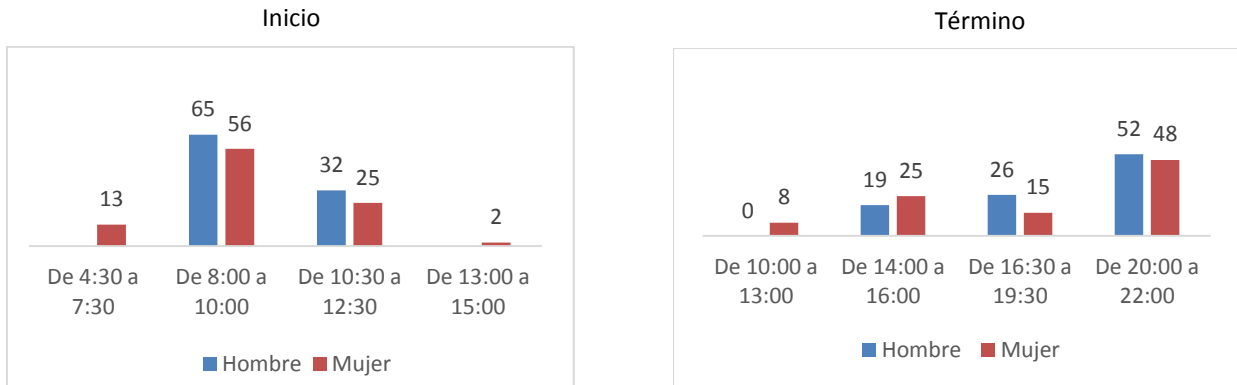 Inicio
65
56
32
25
13
2
De 4:30 a
7:30
De 8:00 a
10:00
De 10:30 a
12:30
De 13:00 a
15:00
Hombre Mujer
Término
52
48
26
25
19
15
0
8
De 10:00 a
13:00
De 14:00 a
16:00
De 16:30 a
19:30
De 20:00 a
22:00
Hombre Mujer